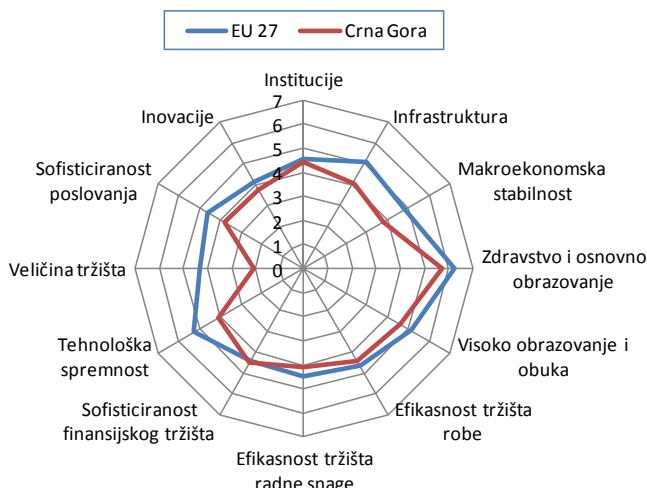 EU 27
Crna Gora
Institucije
Infrastruktura
Makroekonomska
stabilnost
Zdravstvo i osnovno
obrazovanje
Visoko obrazovanje i
obuka
Efikasnost tržišta
robe
Efikasnost tržišta
radne snage
Sofisticiranost
finansijskog tržišta
Tehnološka
spremnost
Veličina tržišta
Sofisticiranost
poslovanja
Inovacije
7
6
5
4
3
2
1
0